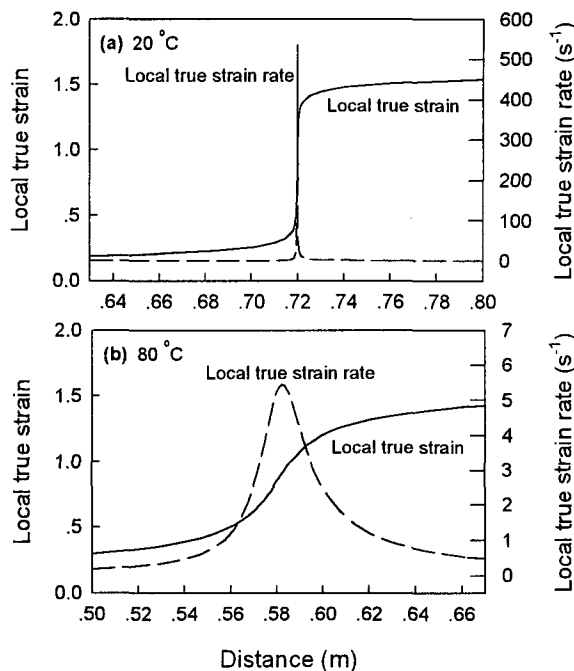 (a) 20 °C
Local true strain rate
Local true strain
Local true strain
Local true strain rate (s⁻¹)
2.0
1.5
1.0
.5
0.0
600
500
400
300
200
100
0
.64 .66 .68 .70 .72 .74 .76 .78 .80
(b) 80 °C
Local true strain rate
Local true strain
Local true strain
Local true strain rate (s⁻¹)
2.0
1.5
1.0
.5
0.0
7
6
5
4
3
2
1
0
.50 .52 .54 .56 .58 .60 .62 .64 .66
Distance (m)